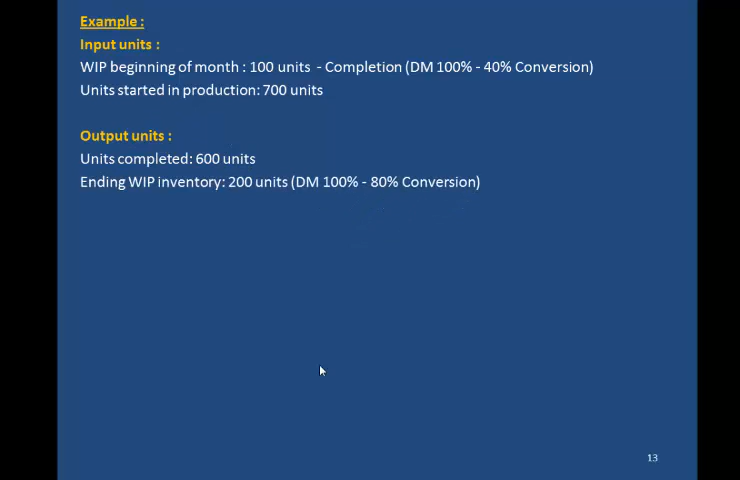 Example :
Input units :
WIP beginning of month : 100 units - Completion (DM 100% - 40% Conversion)
Units started in production: 700 units
Output units :
Units completed: 600 units
Ending WIP inventory: 200 units (DM 100% - 80% Conversion)
13